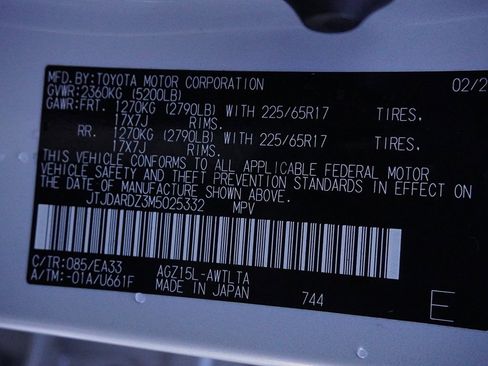 MFD.BY:TOYOTA MOTOR CORPORATION 02/2
GVWR:2360KG (5200LB)
GAWR:FRT. 1270KG (2790LB) WITH 225/65R17 TIRES.
17X7J RIMS.
RR. 1270KG (2790LB) WITH 225/65R17 TIRES.
17X7J RIMS.
THIS VEHICLE CONFORMS TO ALL APPLICABLE FEDERAL MOTOR
VEHICLE SAFETY AND THEFT PREVENTION STANDARDS IN EFFECT ON
THE DATE OF MANUFACTURE SHOWN ABOVE.
JTJDARDZ3M5025332 MPV
C/TR:085/EA33 AGZ15L-AWTLTA
A/TM:-01A/U661F MADE IN JAPAN 744 E